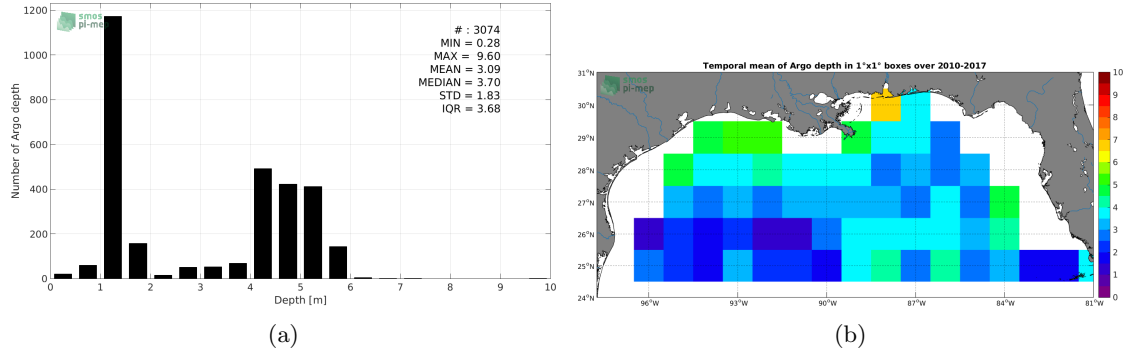 smos
pi-mep
# : 3074
MIN = 0.28
MAX = 9.60
MEAN = 3.09
MEDIAN = 3.70
STD = 1.83
IQR = 3.68
Number of Argo depth
1200
1000
800
600
400
200
0
0 1 2 3 4 5 6 7 8 9 10
Depth [m]
(a)
Temporal mean of Argo depth in 1°x1° boxes over 2010-2017
smos
pi-mep
31°N
30°N
29°N
28°N
27°N
26°N
25°N
24°N
96°W 93°W 90°W 87°W 84°W 81°W
10
9
8
7
6
5
4
3
2
1
0
(b)